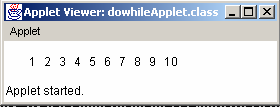 Applet Viewer: dowhileApplet.class
Applet
1 2 3 4 5 6 7 8 9 10
Applet started.